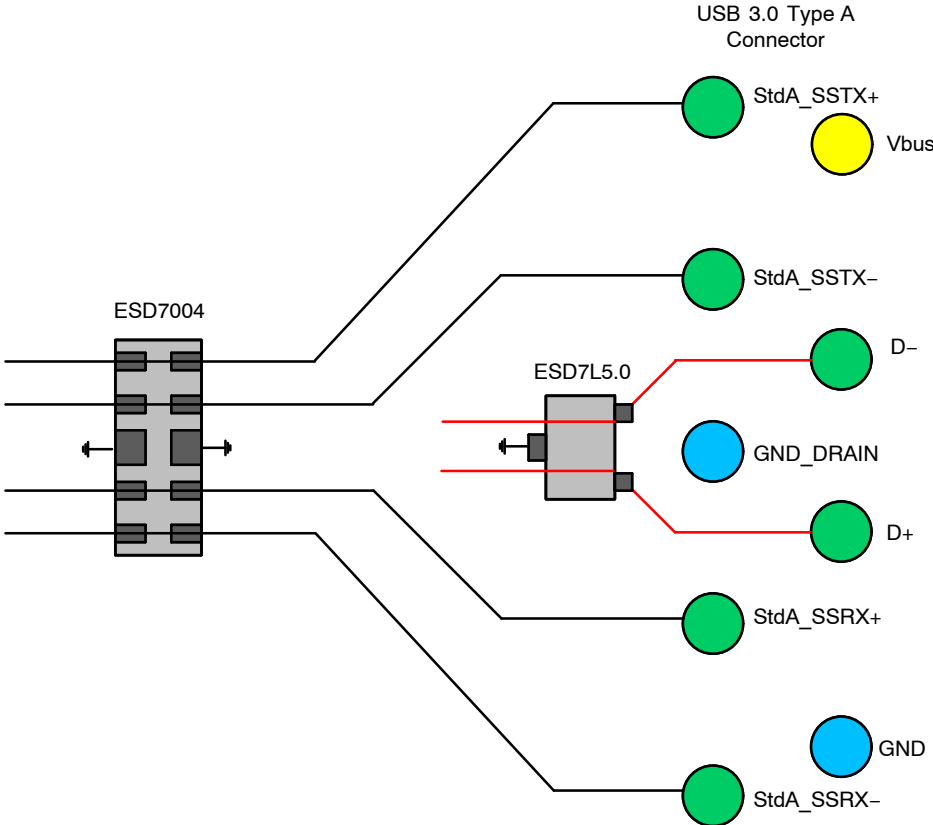 USB 3.0 Type A
Connector
StdA_SSTX+
Vbus
StdA_SSTX−
ESD7004
D−
ESD7L5.0
GND_DRAIN
D+
StdA_SSRX+
GND
StdA_SSRX−